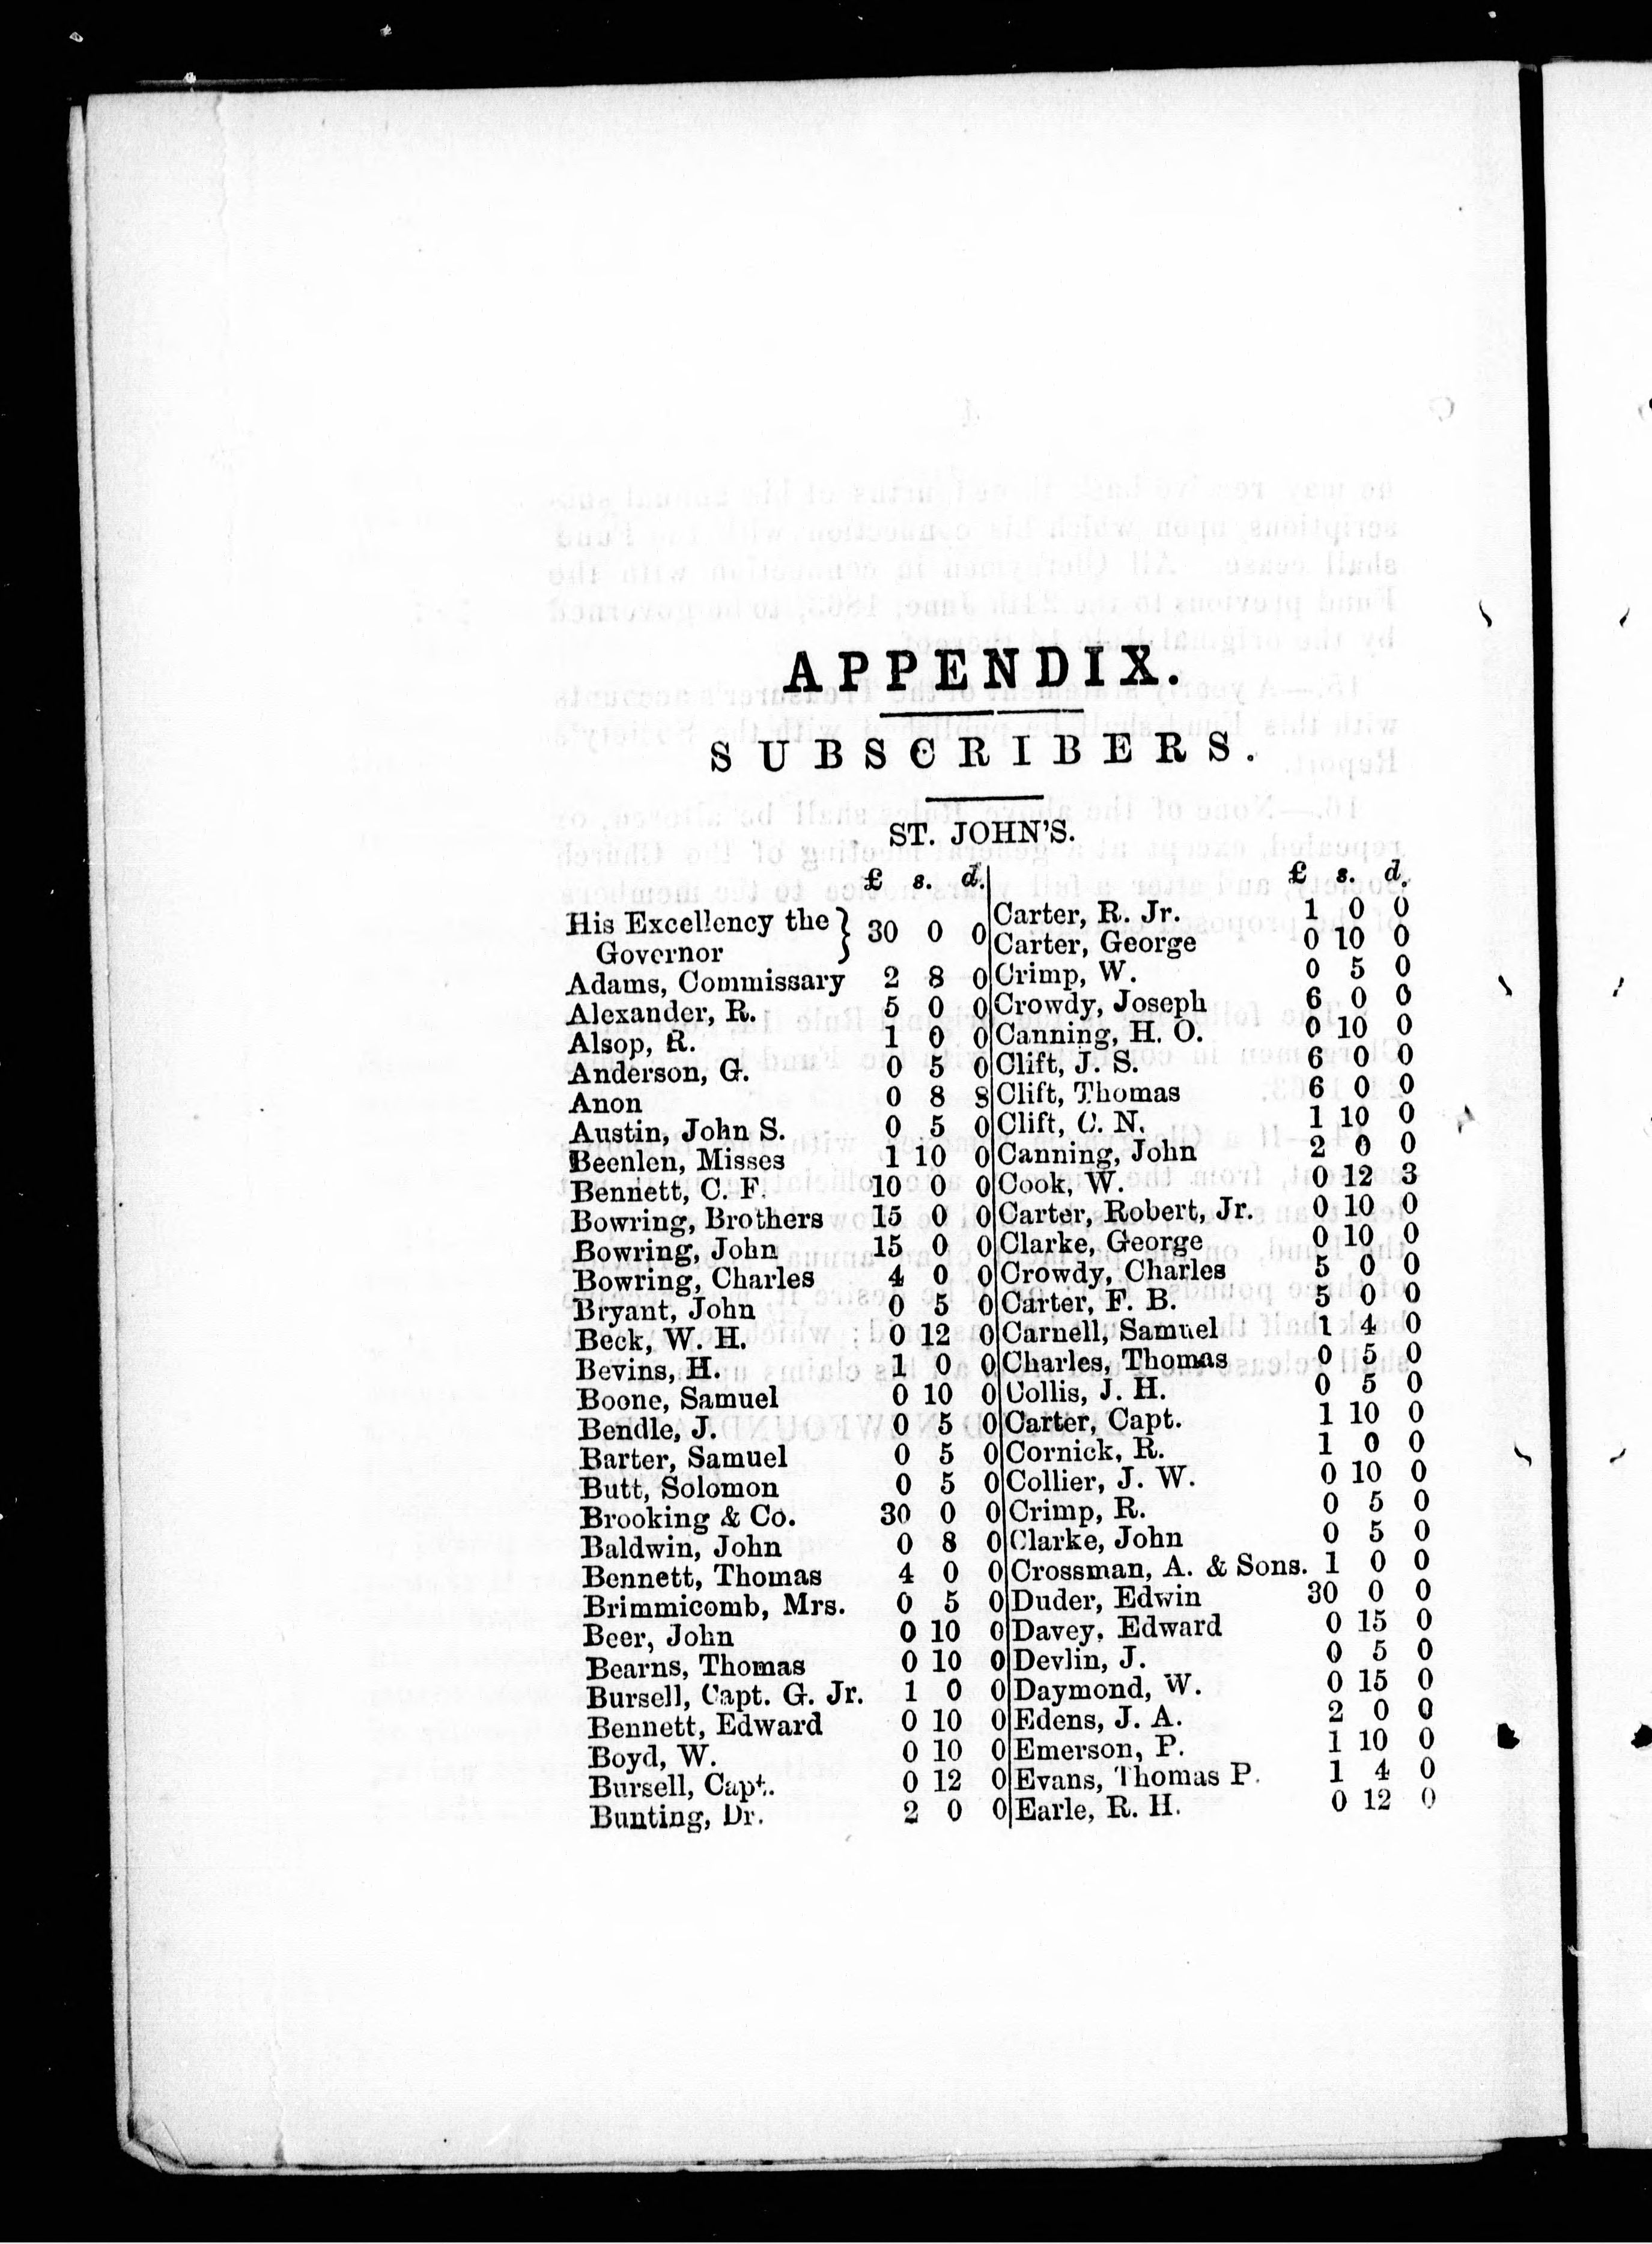 APPENDIX.
SUBSCRIBERS.
ST. JOHN'S.
£ s. d.
His Excellency the } 30 0 0
Governor
Adams, Commissary 2 8 0
Alexander, R. 5 0 0
Alsop, R. 1 0 0
Anderson, G. 0 5 0
Anon 0 8 8
Austin, John S. 0 5 0
Beenlen, Misses 1 10 0
Bennett, C. F. 10 0 0
Bowring, Brothers 15 0 0
Bowring, John 15 0 0
Bowring, Charles 4 0 0
Bryant, John 0 5 0
Beck, W. H. 0 12 0
Bevins, H. 1 0 0
Boone, Samuel 0 10 0
Bendle, J. 0 5 0
Barter, Samuel 0 5 0
Butt, Solomon 0 5 0
Brooking & Co. 30 0 0
Baldwin, John 0 8 0
Bennett, Thomas 4 0 0
Brimmicomb, Mrs. 0 5 0
Beer, John 0 10 0
Bearns, Thomas 0 10 0
Bursell, Capt. G. Jr. 1 0 0
Bennett, Edward 0 10 0
Boyd, W. 0 10 0
Bursell, Capt. 0 12 0
Bunting, Dr. 2 0 0
£ s. d.
Carter, R. Jr. 1 0 0
Carter, George 0 10 0
Crimp, W. 0 5 0
Crowdy, Joseph 6 0 0
Canning, H. O. 0 10 0
Clift, J. S. 6 0 0
Clift, Thomas 6 0 0
Clift, C. N. 1 10 0
Canning, John 2 0 0
Cook, W. 0 12 3
Carter, Robert, Jr. 0 10 0
Clarke, George 0 10 0
Crowdy, Charles 5 0 0
Carter, F. B. 5 0 0
Carnell, Samuel 1 4 0
Charles, Thomas 0 5 0
Collis, J. H. 0 5 0
Carter, Capt. 1 10 0
Cornick, R. 1 0 0
Collier, J. W. 0 10 0
Crimp, R. 0 5 0
Clarke, John 0 5 0
Crossman, A. & Sons. 1 0 0
Duder, Edwin 30 0 0
Davey, Edward 0 15 0
Devlin, J. 0 5 0
Daymond, W. 0 15 0
Edens, J. A. 2 0 0
Emerson, P. 1 10 0
Evans, Thomas P. 1 4 0
Earle, R. H. 0 12 0